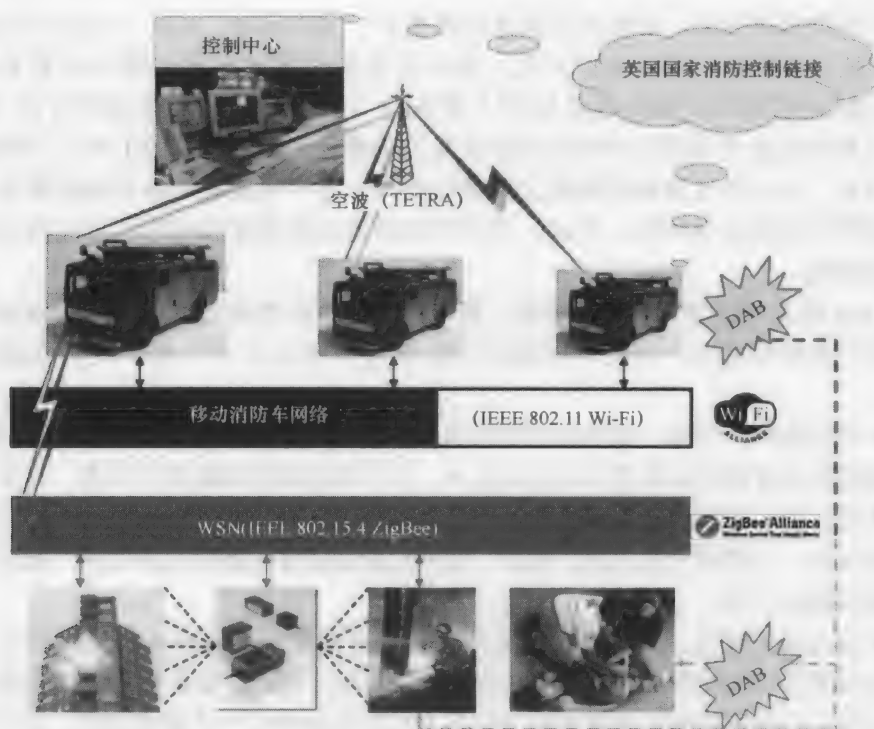 控制中心
英国国家消防控制链接
空波（TETRA）
DAB
移动消防车网络
(IEEE 802.11 Wi-Fi)
Wi Fi
ALLIANCE
WSN(IEEE 802.15.4 ZigBee)
ZigBee Alliance
DAB